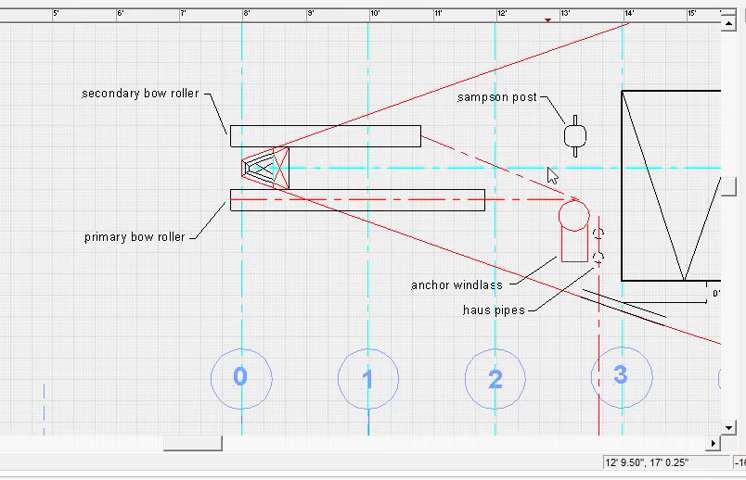 5' 6' 7' 8' 9' 10' 11' 12' 13' 14' 15'
secondary bow roller
sampson post
primary bow roller
anchor windlass
haus pipes
0'
0 1 2 3
12' 9.50", 17' 0.25"